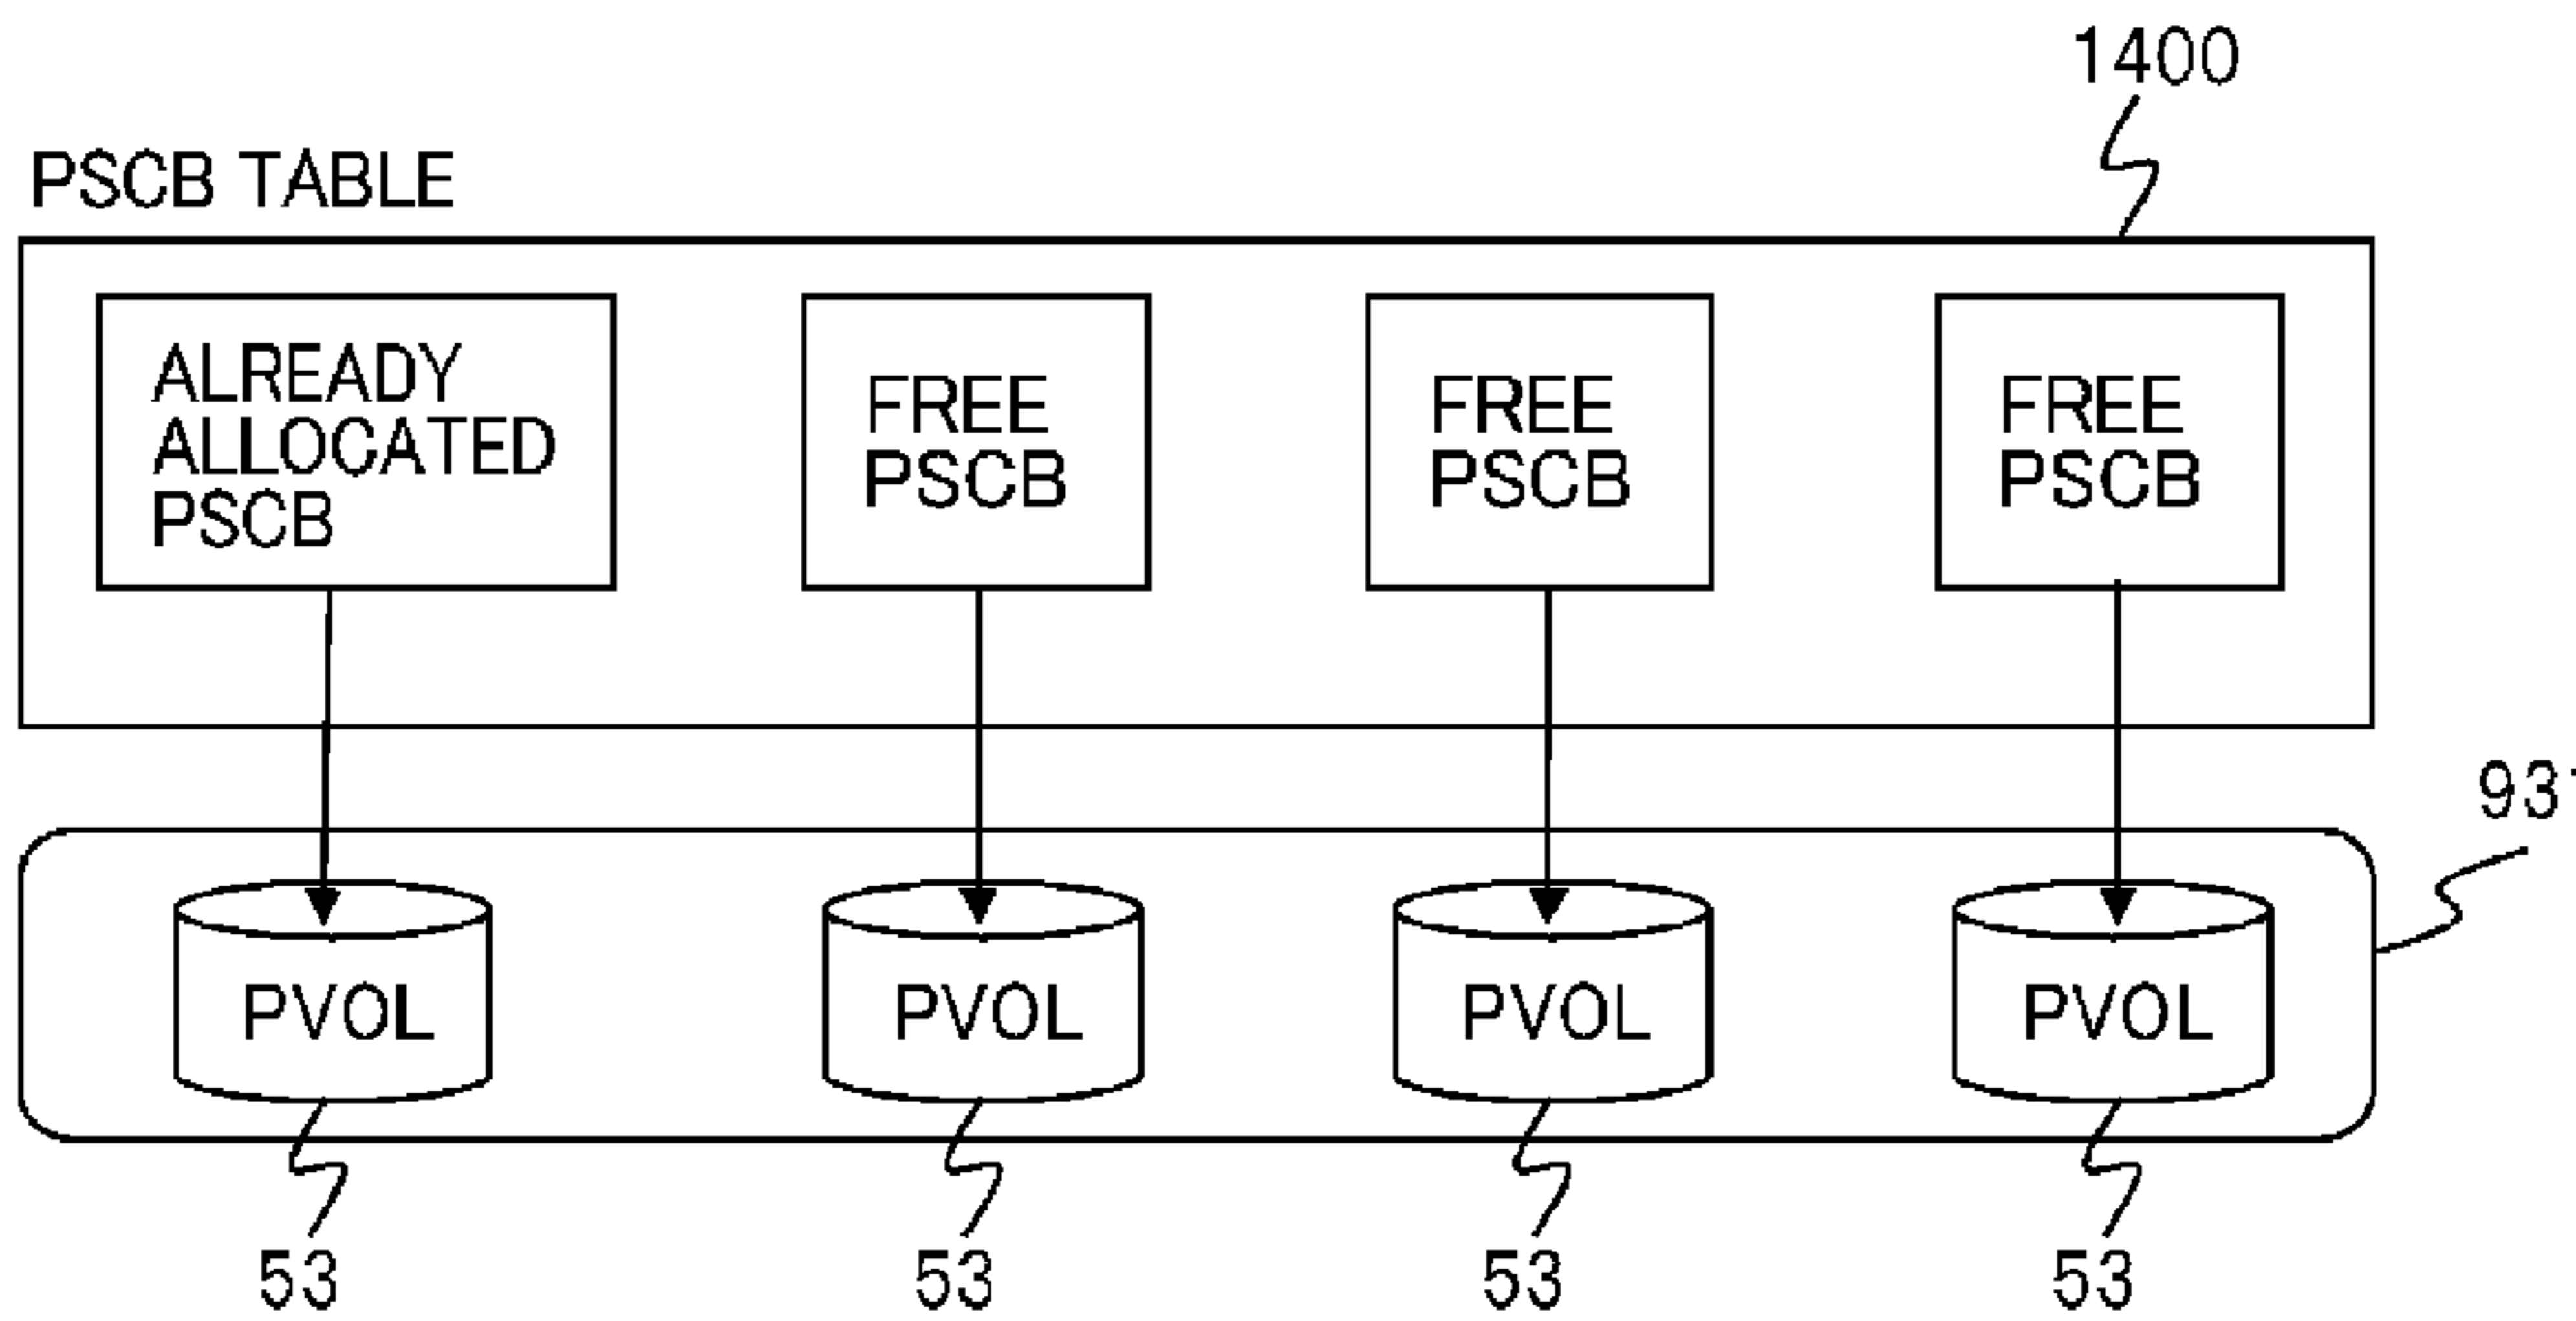 1400
PSCB TABLE
ALREADY
ALLOCATED
PSCB
FREE
PSCB
FREE
PSCB
FREE
PSCB
93
PVOL
PVOL
PVOL
PVOL
53
53
53
53